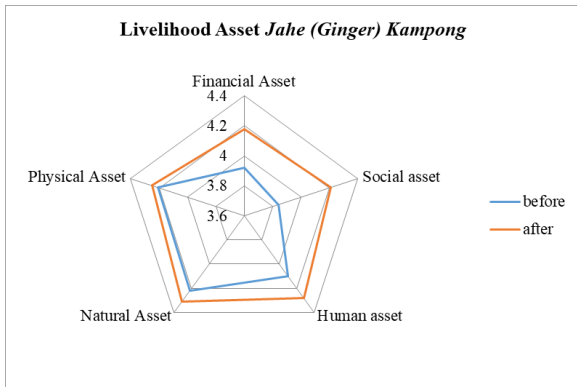 Livelihood Asset Jahe (Ginger) Kampong
Financial Asset
4.4
4.2
4
3.8
3.6
Physical Asset
Social asset
Natural Asset
Human asset
before
after